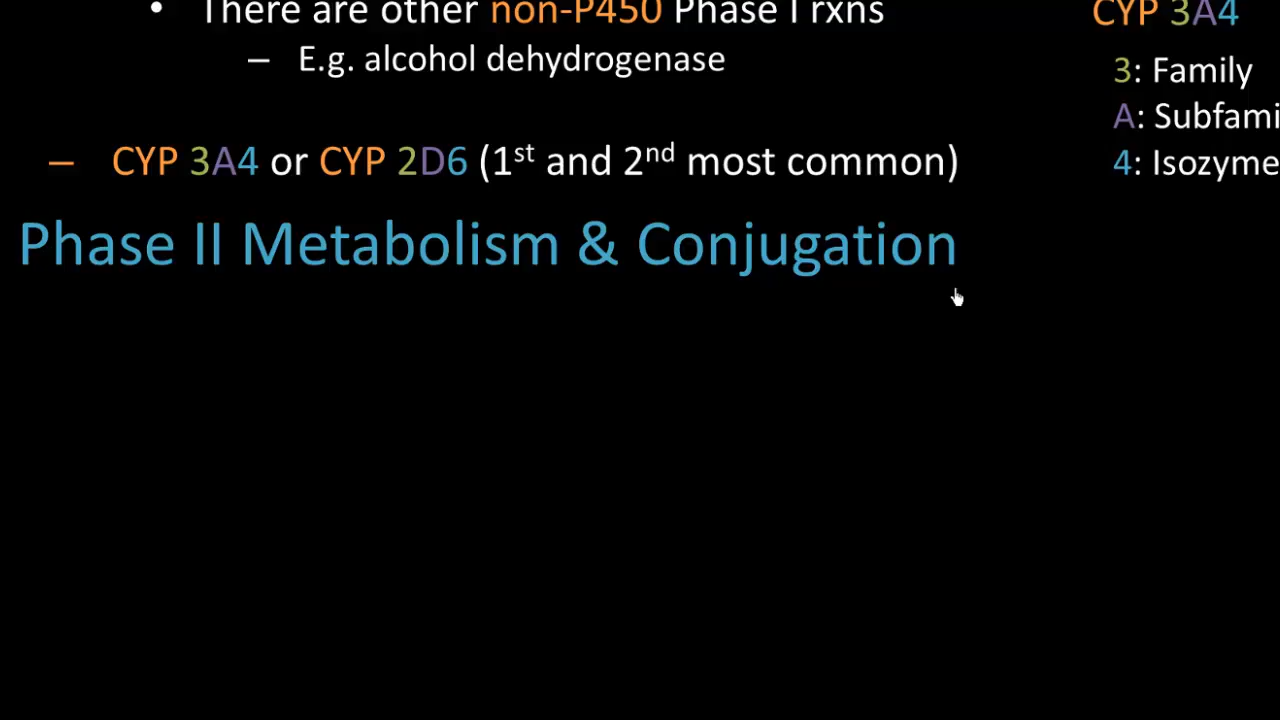 There are other non-P450 Phase I rxns
– E.g. alcohol dehydrogenase
– CYP 3A4 or CYP 2D6 (1st and 2nd most common)
CYP 3A4
3: Family
A: Subfami
4: Isozyme
Phase II Metabolism & Conjugation